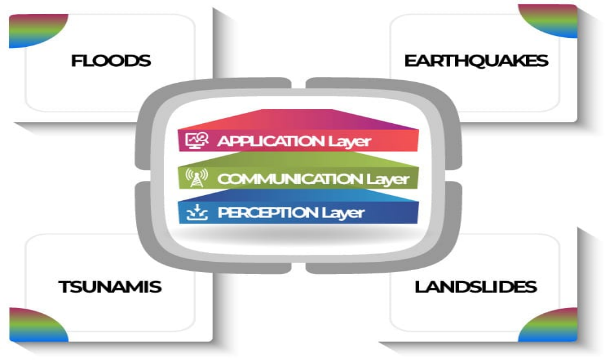 FLOODS
EARTHQUAKES
APPLICATION Layer
COMMUNICATION Layer
PERCEPTION Layer
TSUNAMIS
LANDSLIDES